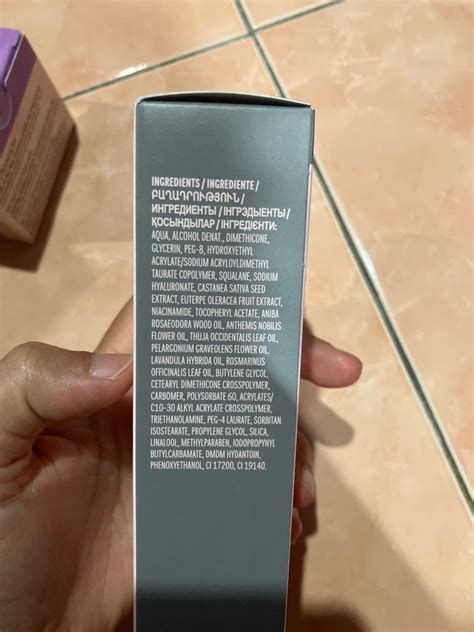 INGREDIENTS / INGREDIENTE /
ԲԱՂԱԴՐՈՒԹՅՈՒՆ /
ИНГРЕДИЕНТЫ / ІНГРЭДЫЕНТЫ /
ҚОСЫНДЫЛАР / ІНГРЕДІЄНТИ:
AQUA, ALCOHOL DENAT., DIMETHICONE,
GLYCERIN, PEG-8, HYDROXYETHYL
ACRYLATE/SODIUM ACRYLOYLDIMETHYL
TAURATE COPOLYMER, SQUALANE, SODIUM
HYALURONATE, CASTANEA SATIVA SEED
EXTRACT, EUTERPE OLERACEA FRUIT EXTRACT,
NIACINAMIDE, TOCOPHERYL ACETATE, ANIBA
ROSAEODORA WOOD OIL, ANTHEMIS NOBILIS
FLOWER OIL, THUJA OCCIDENTALIS LEAF OIL,
PELARGONIUM GRAVEOLENS FLOWER OIL,
LAVANDULA HYBRIDA OIL, ROSMARINUS
OFFICINALIS LEAF OIL, BUTYLENE GLYCOL,
CETEARYL DIMETHICONE CROSSPOLYMER,
CARBOMER, POLYSORBATE 60, ACRYLATES/
C10-30 ALKYL ACRYLATE CROSSPOLYMER,
TRIETHANOLAMINE, PEG-4 LAURATE, SORBITAN
ISOSTEARATE, PROPYLENE GLYCOL, SILICA,
LINALOOL, METHYLPARABEN, IODOPROPYNYL
BUTYLCARBAMATE, DMDM HYDANTOIN,
PHENOXYETHANOL, CI 17200, CI 19140.